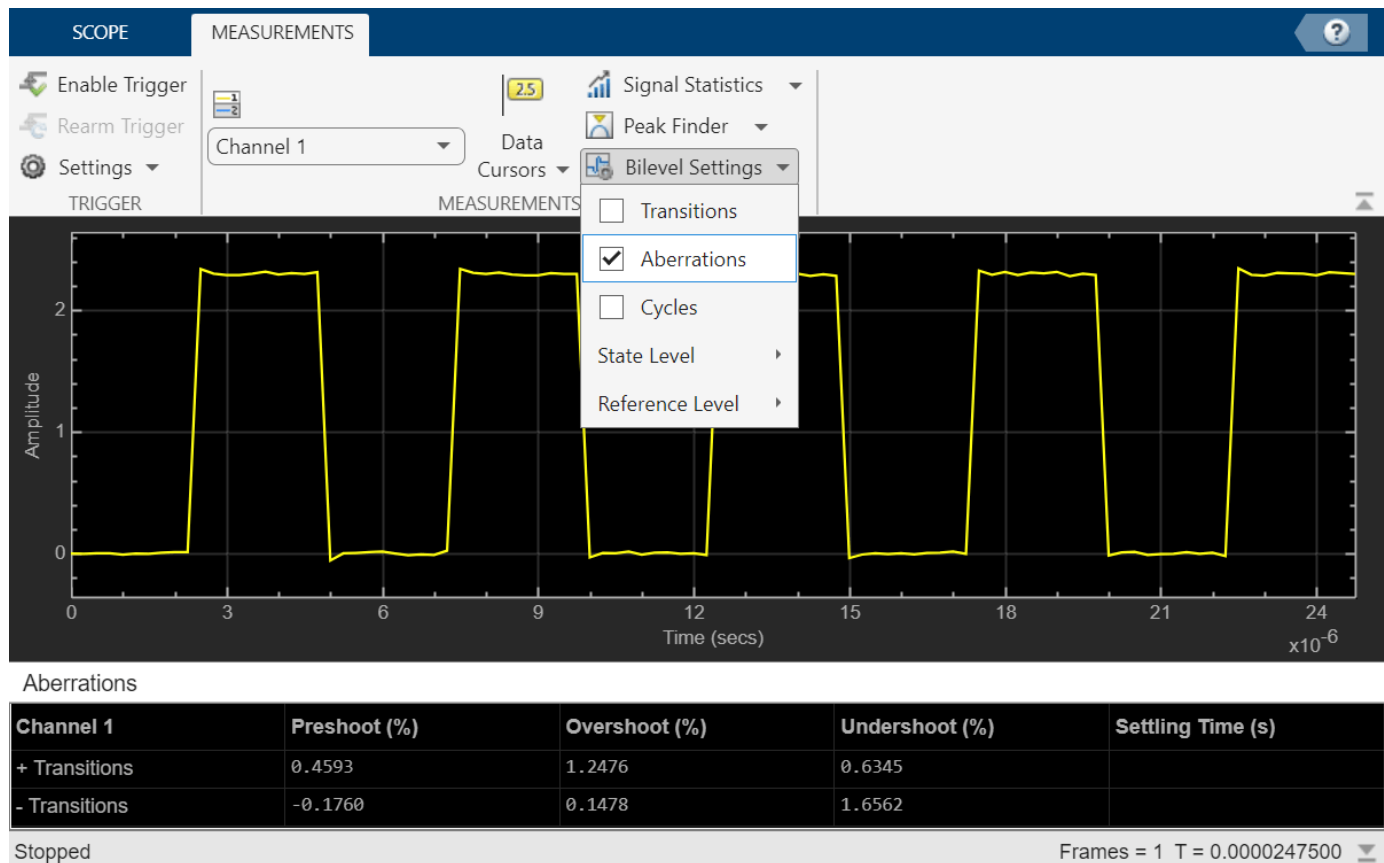 SCOPE MEASUREMENTS ?
Enable Trigger
Rearm Trigger
Settings
TRIGGER
1
2
Channel 1
2.5
Data
Cursors
Signal Statistics
Peak Finder
Bilevel Settings
MEASUREMENTS
Transitions
Aberrations
Cycles
State Level
Reference Level
Amplitude
2
1
0
0 3 6 9 12 15 18 21 24
Time (secs)
x10-6
Aberrations
Channel 1 Preshoot (%) Overshoot (%) Undershoot (%) Settling Time (s)
+ Transitions 0.4593 1.2476 0.6345
- Transitions -0.1760 0.1478 1.6562
Stopped Frames = 1 T = 0.0000247500